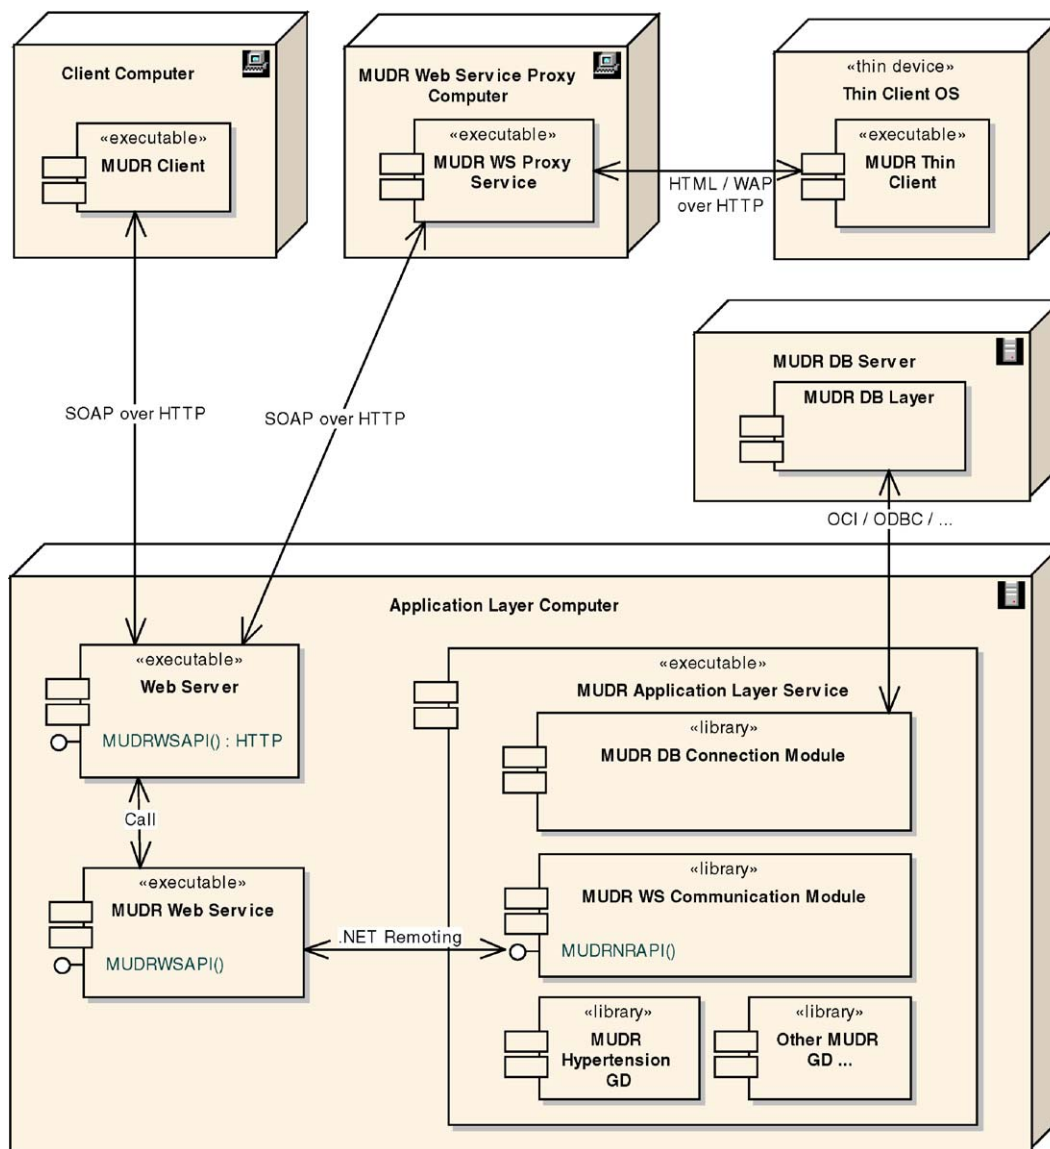 Client Computer
«executable»
MUDR Client
MUDR Web Service Proxy
Computer
«executable»
MUDR WS Proxy
Service
«thin device»
Thin Client OS
«executable»
MUDR Thin
Client
HTML / WAP
over HTTP
MUDR DB Server
MUDR DB Layer
SOAP over HTTP
SOAP over HTTP
OCI / ODBC / ...
Application Layer Computer
«executable»
Web Server
MUDRWSAPI() : HTTP
Call
«executable»
MUDR Web Service
MUDRWSAPI()
.NET Remoting
«executable»
MUDR Application Layer Service
«library»
MUDR DB Connection Module
«library»
MUDR WS Communication Module
MUDRNRAPI()
«library»
MUDR
Hypertension
GD
«library»
Other MUDR
GD ...